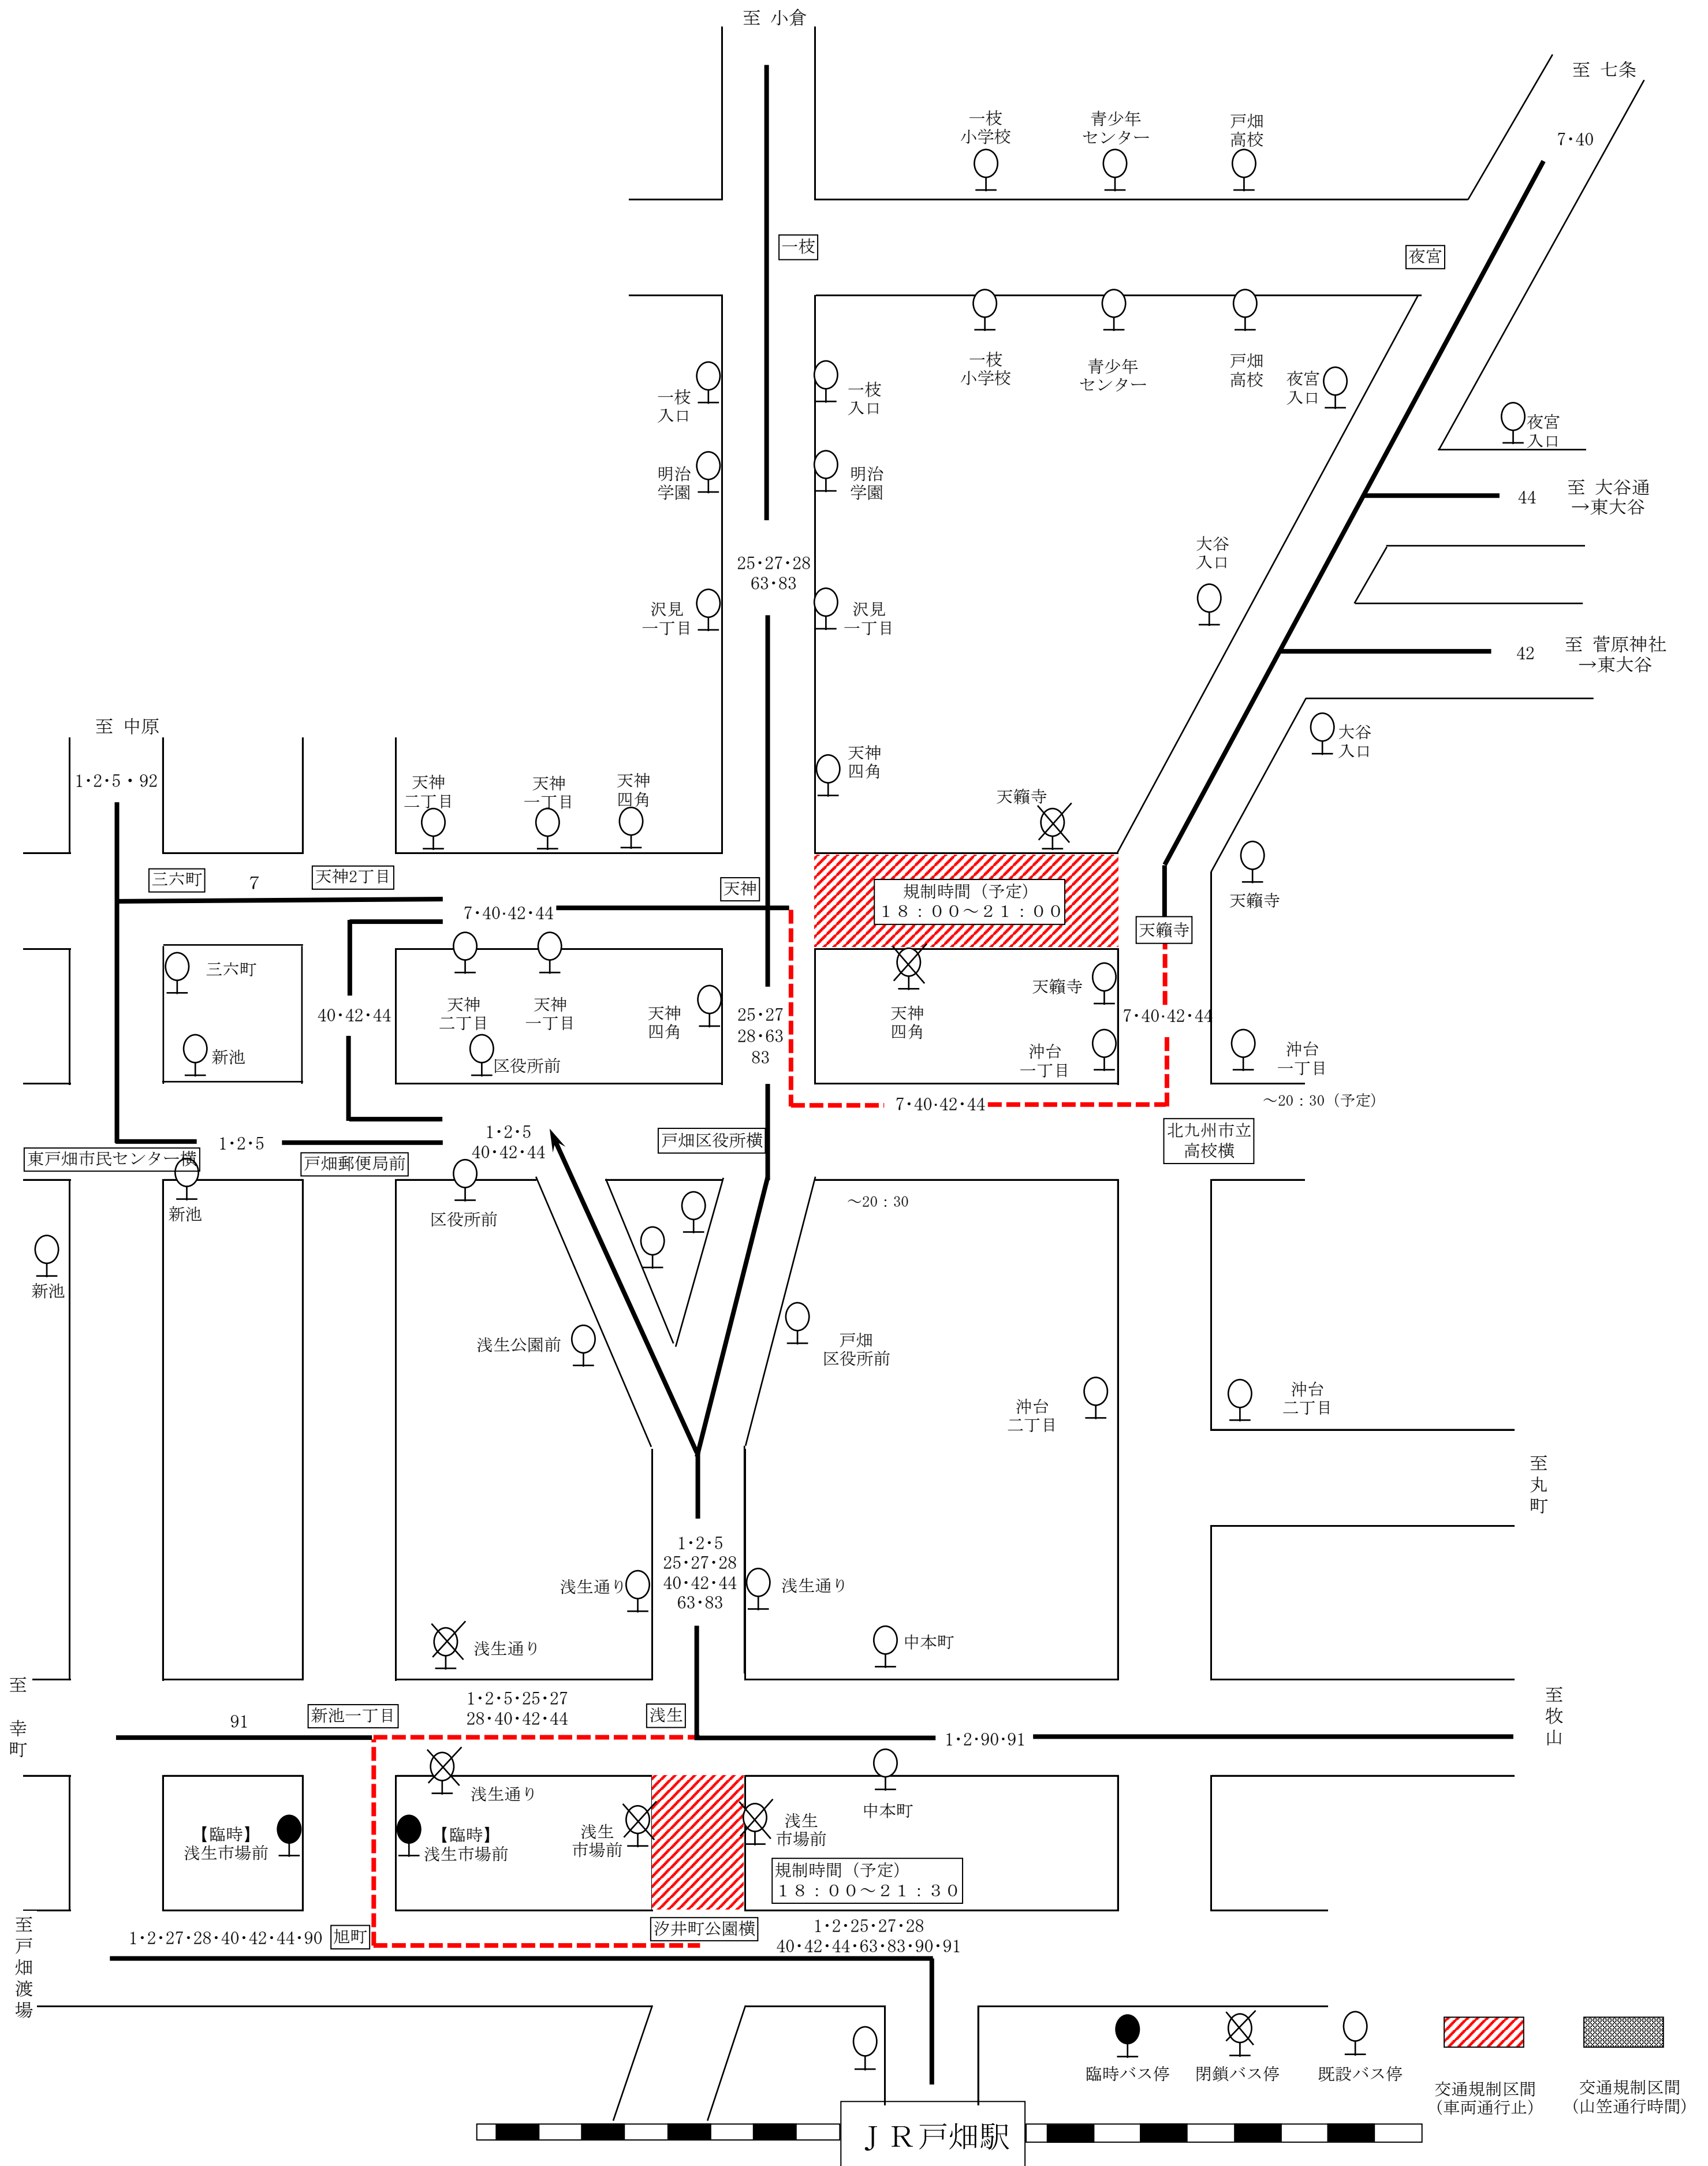 至 小倉
至 七条
7・40
一枝
小学校
青少年
センター
戸畑
高校
一枝
夜宮
一枝
小学校
青少年
センター
戸畑
高校
夜宮
入口
一枝
入口
一枝
入口
夜宮
入口
明治
学園
明治
学園
44
至 大谷通
→東大谷
25・27・28
63・83
大谷
入口
沢見
一丁目
沢見
一丁目
42
至 菅原神社
→東大谷
至 中原
1・2・5・92
大谷
入口
天神
二丁目
天神
一丁目
天神
四角
天神
四角
天籟寺
三六町
7
天神2丁目
天神
規制時間（予定）
１８：００～２１：００
天籟寺
7・40・42・44
天籟寺
三六町
天籟寺
40・42・44
天神
二丁目
天神
一丁目
天神
四角
25・27
28・63
83
天神
四角
7・40・42・44
新池
区役所前
沖台
一丁目
沖台
一丁目
7・40・42・44
～20：30（予定）
1・2・5
1・2・5
40・42・44
戸畑区役所横
北九州市立
高校横
東戸畑市民センター横
戸畑郵便局前
新池
区役所前
～20：30
新池
浅生公園前
戸畑
区役所前
沖台
二丁目
沖台
二丁目
至丸町
1・2・5
25・27・28
40・42・44
63・83
浅生通り
浅生通り
浅生通り
中本町
至 幸町
91
新池一丁目
1・2・5・25・27
28・40・42・44
浅生
1・2・90・91
至牧山
浅生通り
中本町
【臨時】
浅生市場前
【臨時】
浅生市場前
浅生
市場前
浅生
市場前
規制時間（予定）
１８：００～２１：３０
至戸畑渡場
1・2・27・28・40・42・44・90
旭町
汐井町公園横
1・2・25・27・28
40・42・44・63・83・90・91
臨時バス停
閉鎖バス停
既設バス停
交通規制区間
（車両通行止）
交通規制区間
（山笠通行時間）
ＪＲ戸畑駅